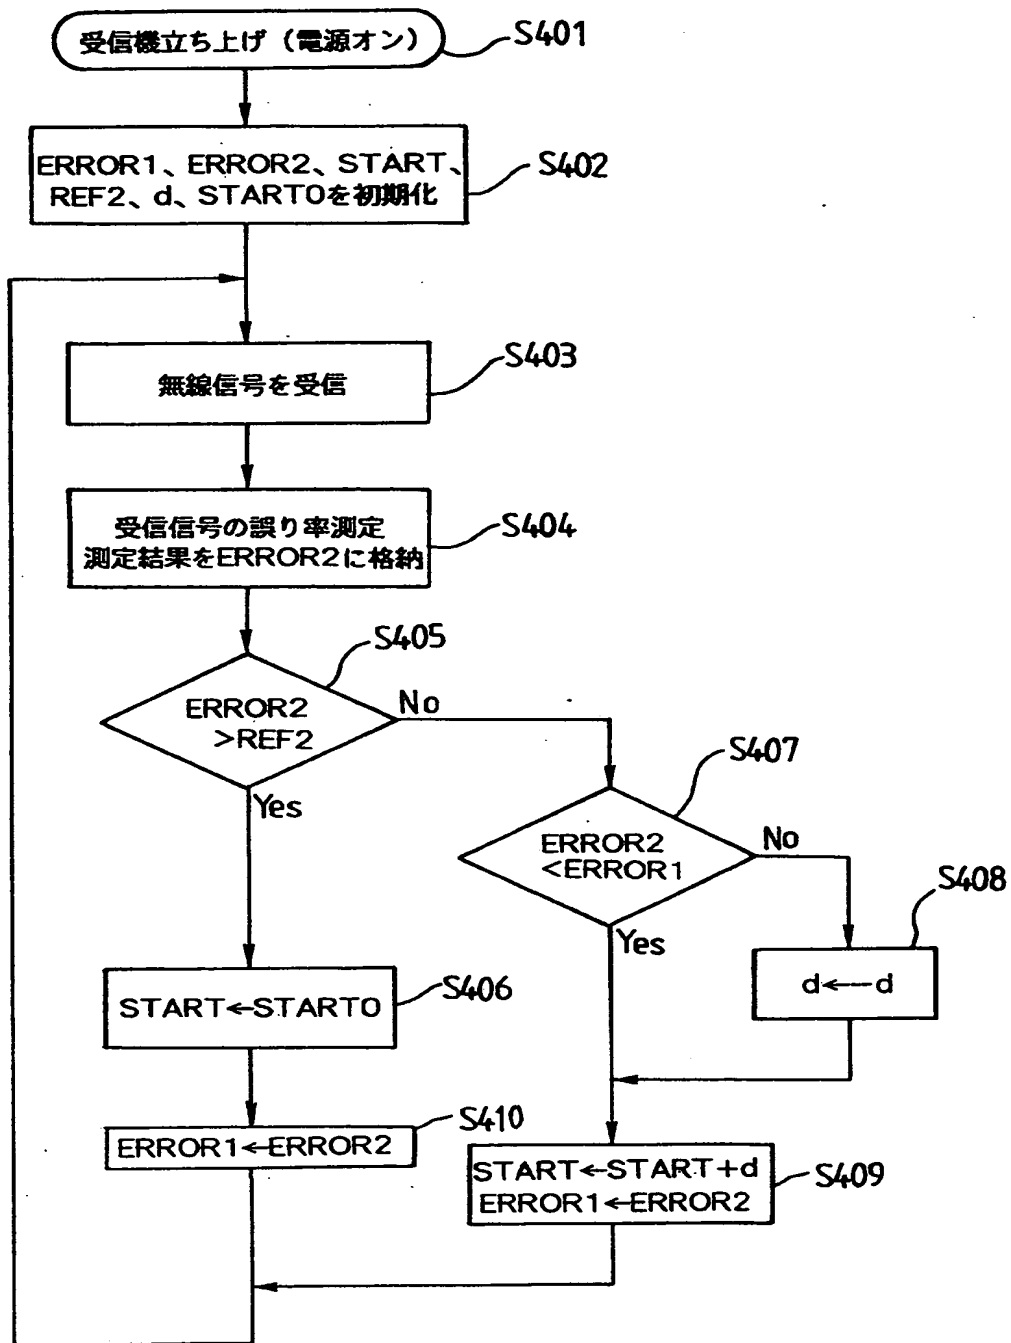 受信機立ち上げ（電源オン）
S401
ERROR1、ERROR2、START、
REF2、d、START0を初期化
S402
無線信号を受信
S403
受信信号の誤り率測定
測定結果をERROR2に格納
S404
S405
ERROR2
>REF2
No
Yes
S407
ERROR2
<ERROR1
No
Yes
S408
d←—d
START←START0
S406
ERROR1←ERROR2
S410
START←START+d
ERROR1←ERROR2
S409